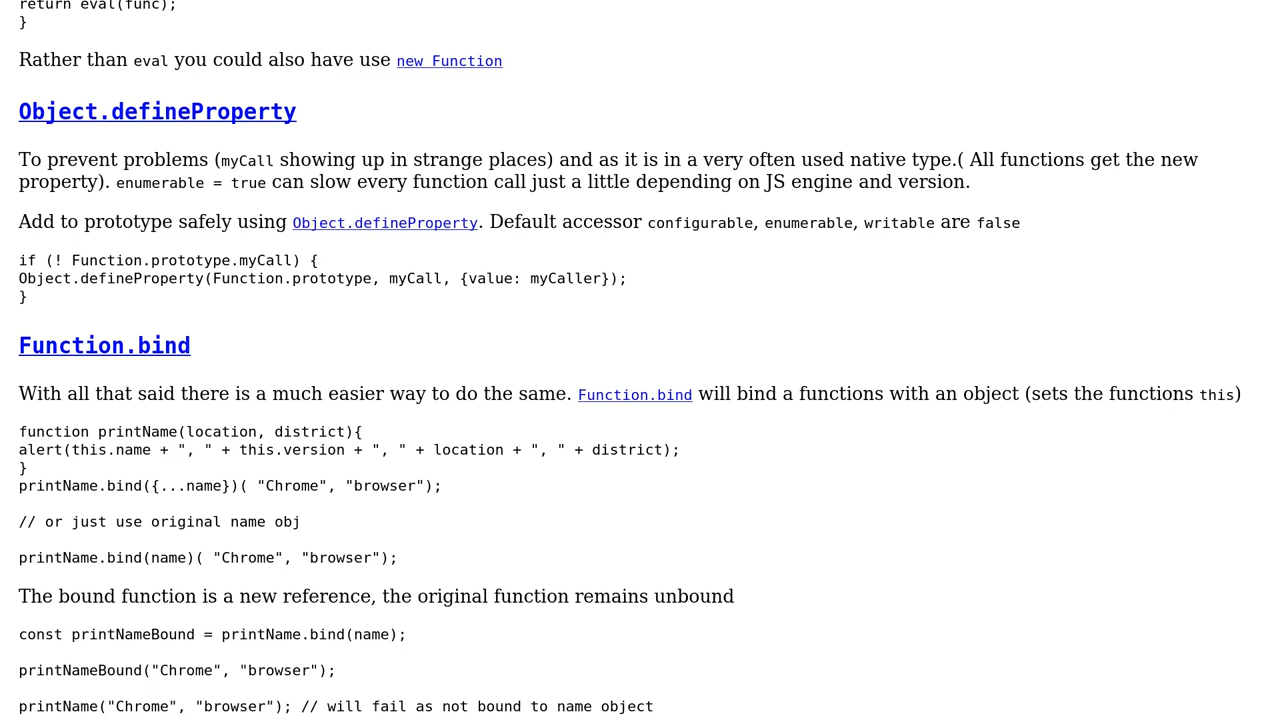 return eval(func);
}
Rather than eval you could also have use new Function
Object.defineProperty
To prevent problems (myCall showing up in strange places) and as it is in a very often used native type.( All functions get the new
property). enumerable = true can slow every function call just a little depending on JS engine and version.
Add to prototype safely using Object.defineProperty. Default accessor configurable, enumerable, writable are false
if (! Function.prototype.myCall) {
Object.defineProperty(Function.prototype, myCall, {value: myCaller});
}
Function.bind
With all that said there is a much easier way to do the same. Function.bind will bind a functions with an object (sets the functions this)
function printName(location, district){
alert(this.name + ", " + this.version + ", " + location + ", " + district);
}
printName.bind({...name})( "Chrome", "browser");
// or just use original name obj
printName.bind(name)( "Chrome", "browser");
The bound function is a new reference, the original function remains unbound
const printNameBound = printName.bind(name);
printNameBound("Chrome", "browser");
printName("Chrome", "browser"); // will fail as not bound to name object